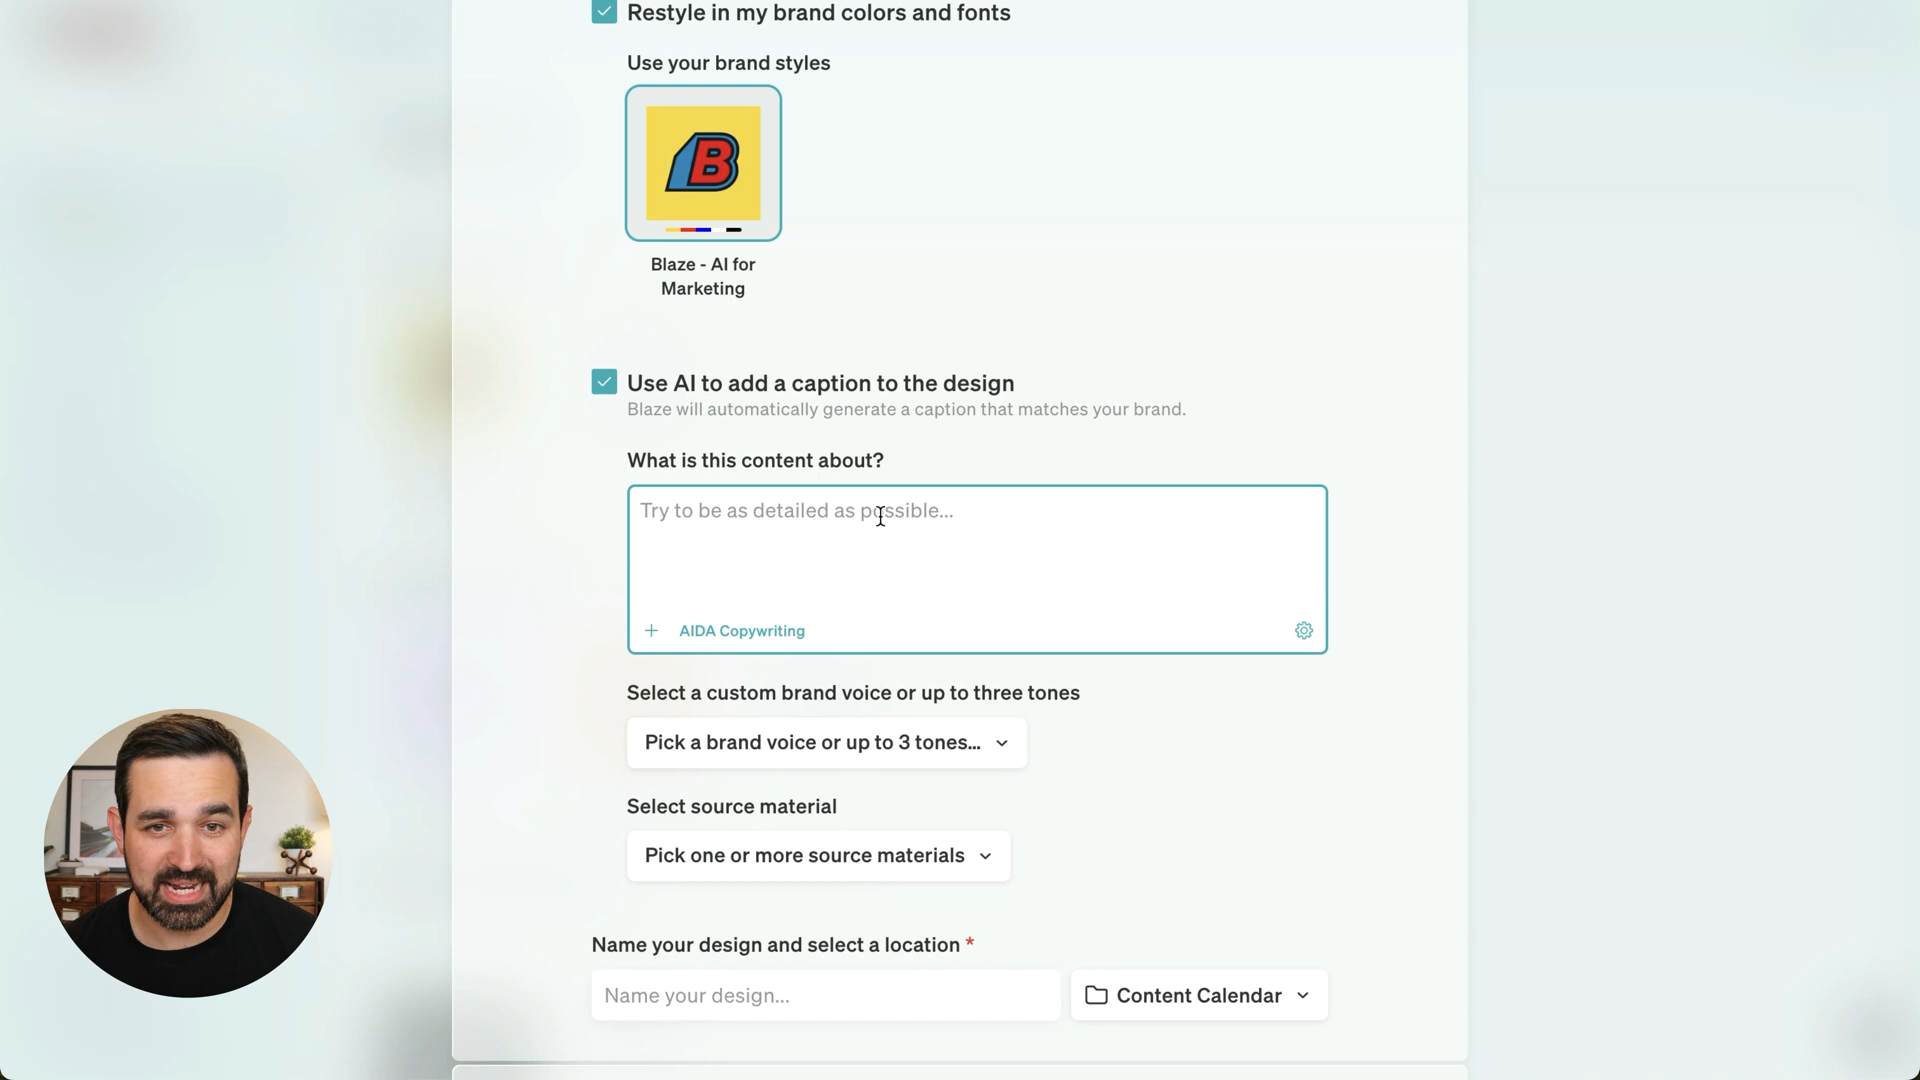 Restyle in my brand colors and fonts
Use your brand styles
B
Blaze - AI for
Marketing
Use AI to add a caption to the design
Blaze will automatically generate a caption that matches your brand.
What is this content about?
Try to be as detailed as possible...
+ AIDA Copywriting
Select a custom brand voice or up to three tones
Pick a brand voice or up to 3 tones...
Select source material
Pick one or more source materials
Name your design and select a location *
Name your design...
Content Calendar